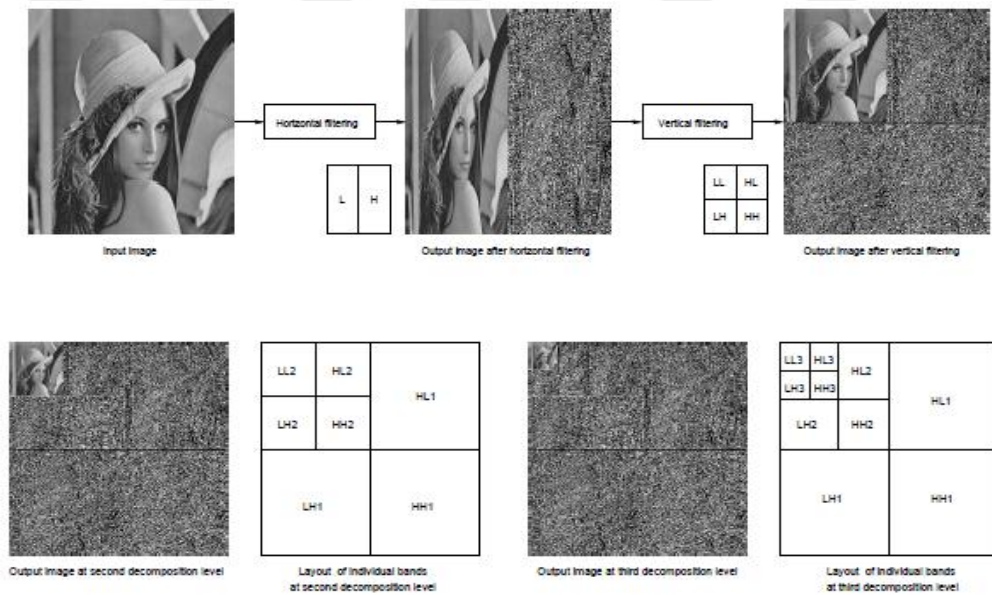 Horizontal filtering
Vertical filtering
L H
LL HL
LH HH
Input image
Output image after horizontal filtering
Output image after vertical filtering
LL2 HL2
HL1
LH2 HH2
LH1 HH1
LL3 HL3
HL2
LH3 HH3
HL1
LH2 HH2
LH1 HH1
Output image at second decomposition level
Layout of individual bands
at second decomposition level
Output image at third decomposition level
Layout of individual bands
at third decomposition level